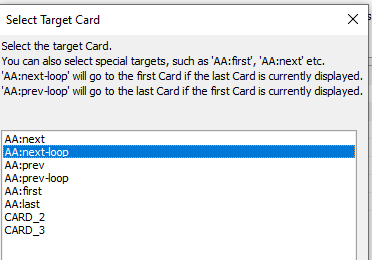 Select Target Card
Select the target Card.
You can also select special targets, such as 'AA:first', 'AA:next' etc.
'AA:next-loop' will go to the first Card if the last Card is currently displayed.
'AA:prev-loop' will go to the last Card if the first Card is currently displayed.
AA:next
AA:next-loop
AA:prev
AA:prev-loop
AA:first
AA:last
CARD_2
CARD_3